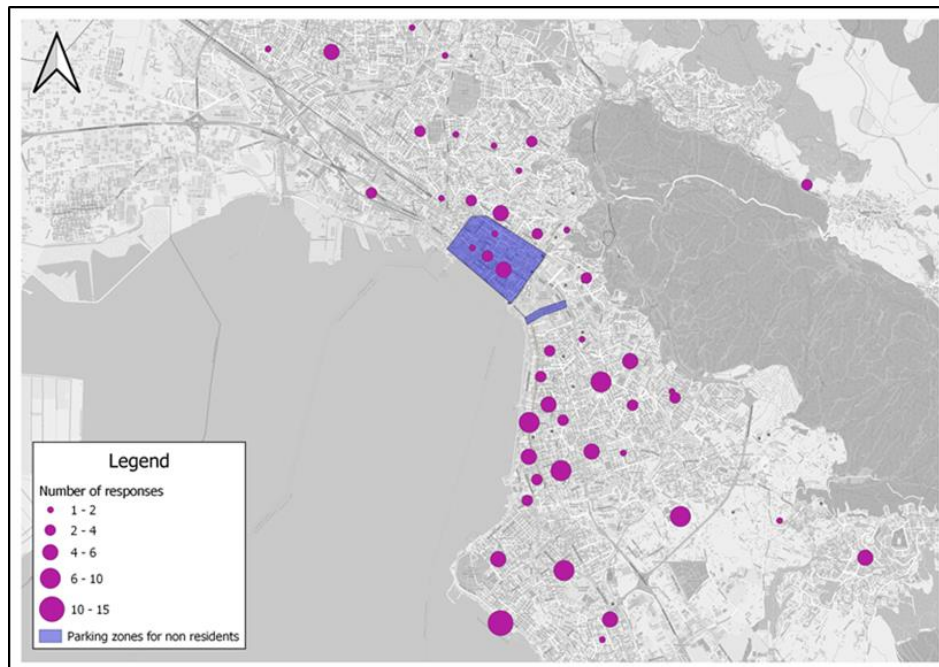 Legend
Number of responses
1 - 2
2 - 4
4 - 6
6 - 10
10 - 15
Parking zones for non residents